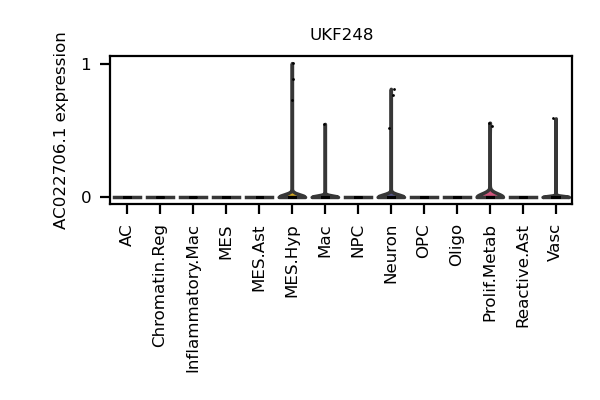 UKF248
AC022706.1 expression
1
0
AC
Chromatin.Reg
Inflammatory.Mac
MES
MES.Ast
MES.Hyp
Mac
NPC
Neuron
OPC
Oligo
Prolif.Metab
Reactive.Ast
Vasc